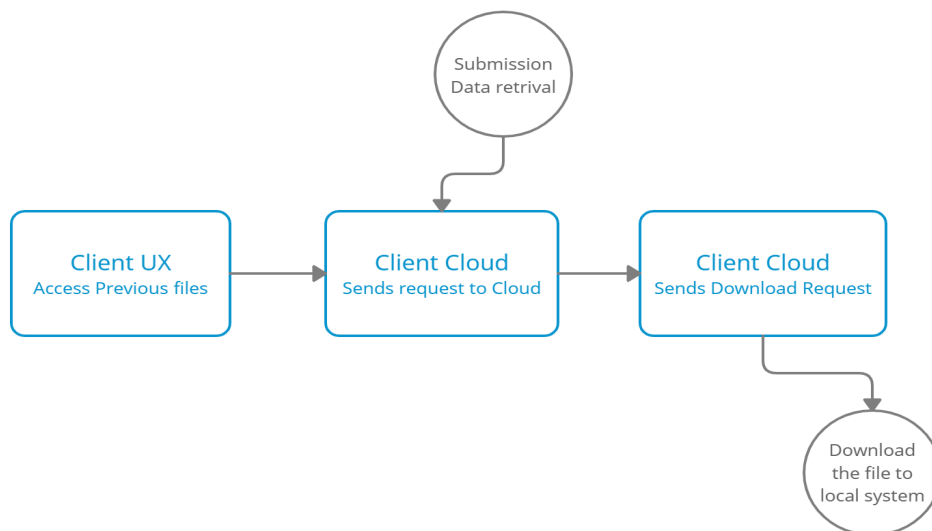 Submission
Data retrival
Client UX
Access Previous files
Client Cloud
Sends request to Cloud
Client Cloud
Sends Download Request
Download
the file to
local system